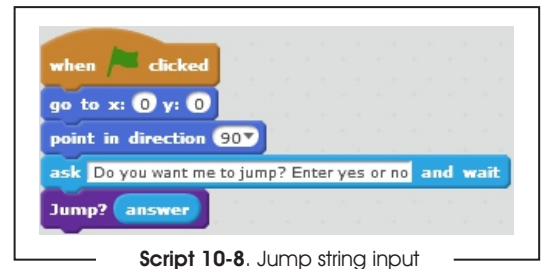 when clicked
go to x: 0 y: 0
point in direction 90
ask Do you want me to jump? Enter yes or no and wait
Jump? answer
Script 10-8. Jump string input